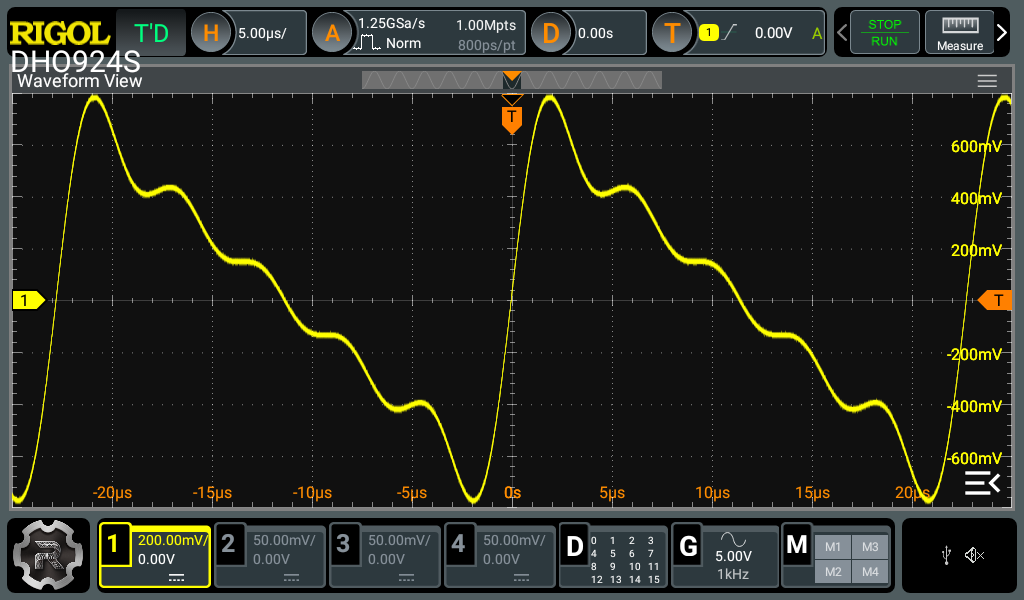 RIGOL T'D H 5.00μs/ A 1.25GSa/s 1.00Mpts D 0.00s T 1 0.00V A STOP
Norm 800ps/pt RUN Measure
DHO924S
Waveform View
T
600mV
400mV
200mV
1 T
-200mV
-400mV
-600mV
-20μs -15μs -10μs -5μs 0s 5μs 10μs 15μs 20μs
1 200.00mV/ 2 50.00mV/ 3 50.00mV/ 4 50.00mV/ D 0 1 2 3 G M M1 M3
0.00V 0.00V 0.00V 0.00V 4 5 6 7 5.00V
8 9 10 11 1kHz M2 M4
12 13 14 15
R